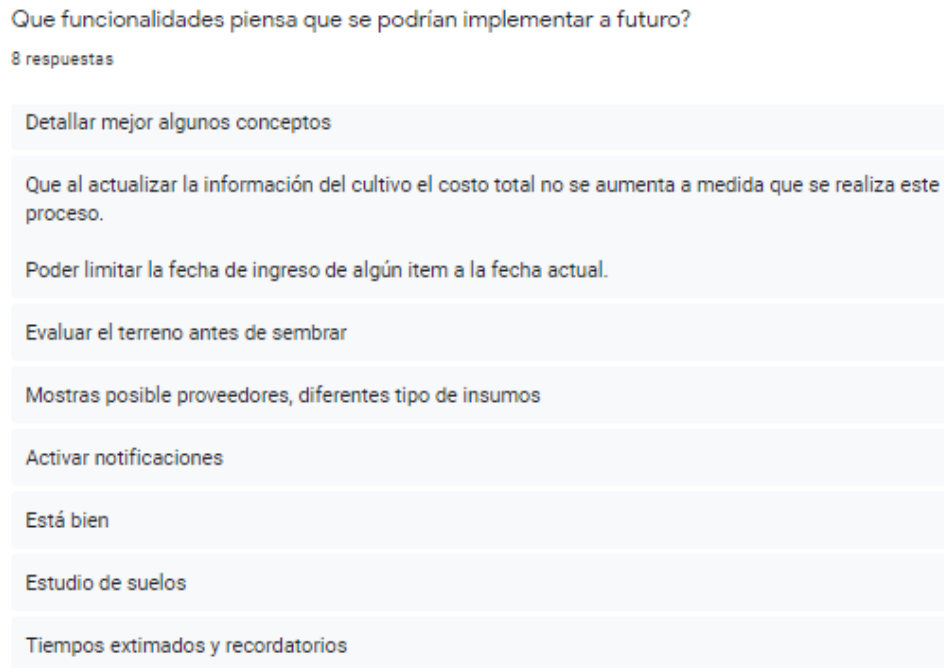 Que funcionalidades piensa que se podrían implementar a futuro?
8 respuestas
Detallar mejor algunos conceptos
Que al actualizar la información del cultivo el costo total no se aumenta a medida que se realiza este
proceso.
Poder limitar la fecha de ingreso de algún item a la fecha actual.
Evaluar el terreno antes de sembrar
Mostras posible proveedores, diferentes tipo de insumos
Activar notificaciones
Está bien
Estudio de suelos
Tiempos extimados y recordatorios